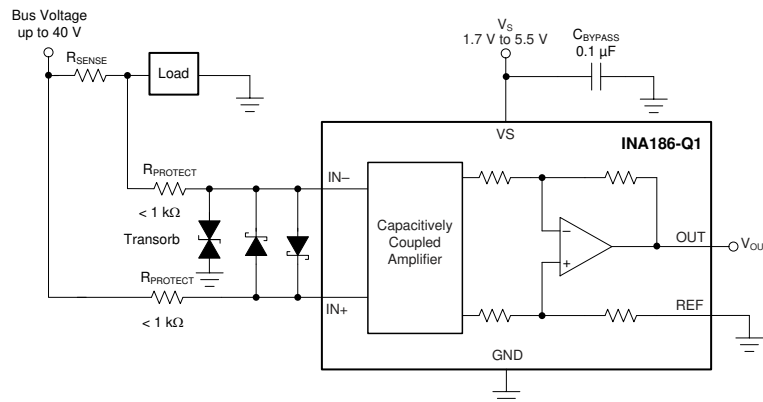 Bus Voltage
up to 40 V
RSENSE
Load
VS
1.7 V to 5.5 V
CBYPASS
0.1 µF
VS
INA186-Q1
RPROTECT
< 1 kΩ
IN–
Transorb
Capacitively
Coupled
Amplifier
–
+
OUT
VOU
RPROTECT
< 1 kΩ
IN+
REF
GND